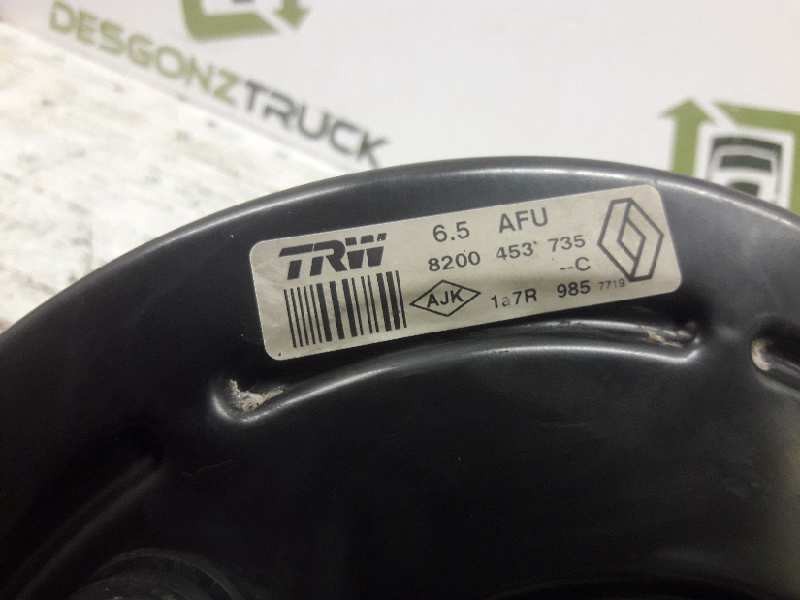 DESGONZTRUCK
TRW 6.5 AFU
8200 453 735
--C
AJK 1a7R 985 7719